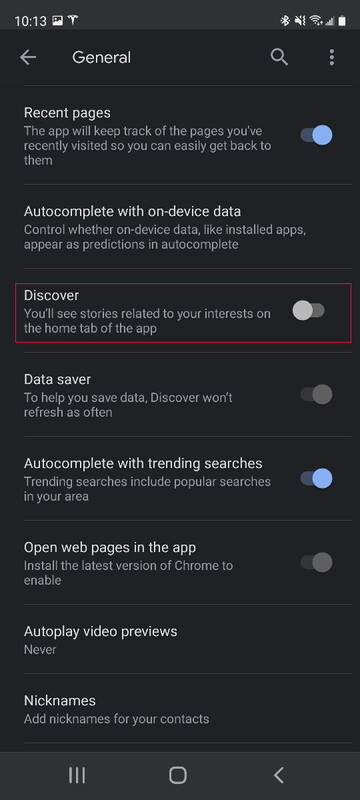 10:13
General
Recent pages
The app will keep track of the pages you've
recently visited so you can easily get back to
them
Autocomplete with on-device data
Control whether on-device data, like installed apps,
appear as predictions in autocomplete
Discover
You'll see stories related to your interests on
the home tab of the app
Data saver
To help you save data, Discover won't
refresh as often
Autocomplete with trending searches
Trending searches include popular searches
in your area
Open web pages in the app
Install the latest version of Chrome to
enable
Autoplay video previews
Never
Nicknames
Add nicknames for your contacts